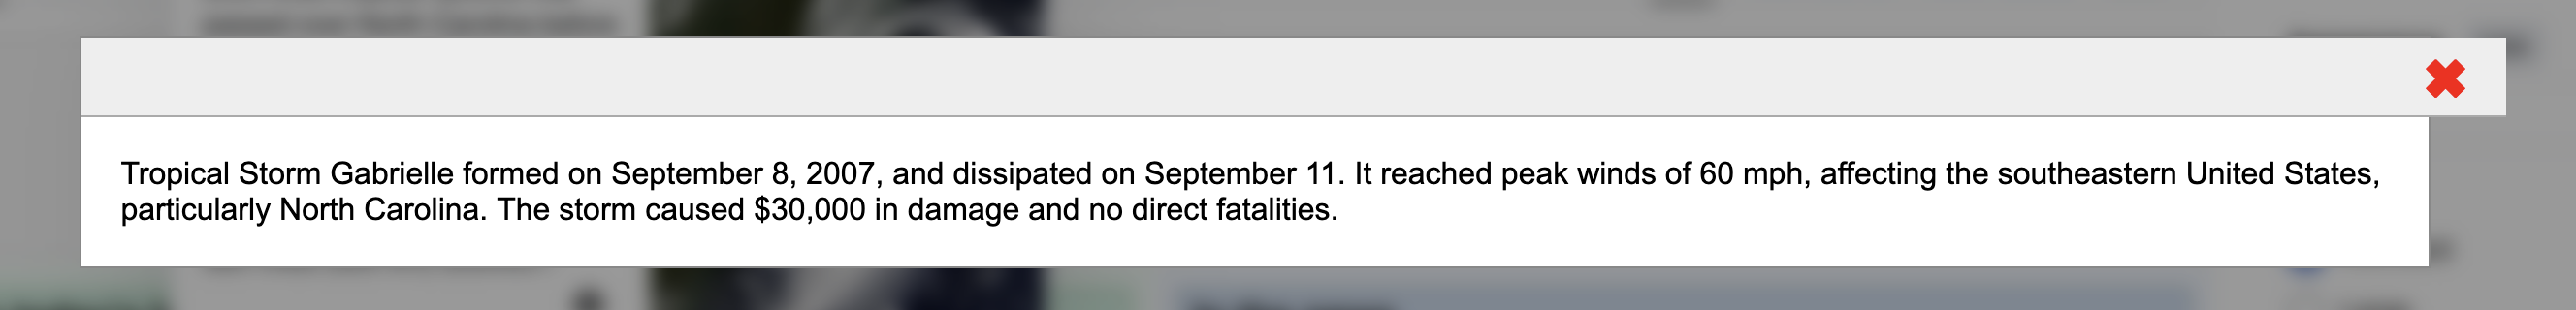 Tropical Storm Gabrielle formed on September 8, 2007, and dissipated on September 11. It reached peak winds of 60 mph, affecting the southeastern United States,
particularly North Carolina. The storm caused $30,000 in damage and no direct fatalities.